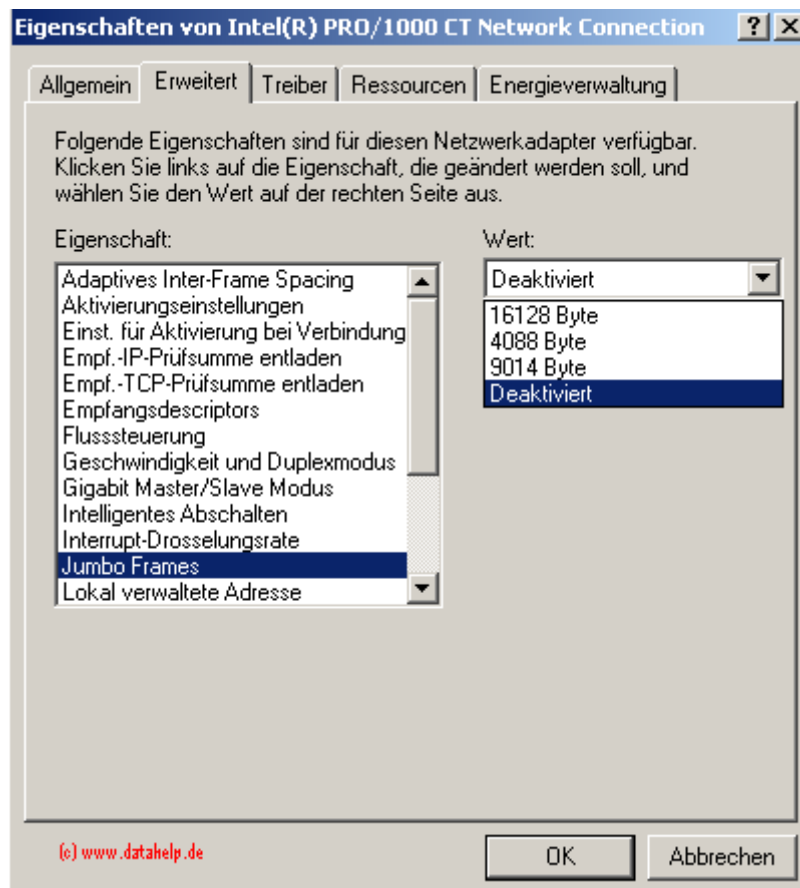 Eigenschaften von Intel(R) PRO/1000 CT Network Connection
Allgemein Erweitert Treiber Ressourcen Energieverwaltung
Folgende Eigenschaften sind für diesen Netzwerkadapter verfügbar.
Klicken Sie links auf die Eigenschaft, die geändert werden soll, und
wählen Sie den Wert auf der rechten Seite aus.
Eigenschaft:
Adaptives Inter-Frame Spacing
Aktivierungseinstellungen
Einst. für Aktivierung bei Verbindung
Empf.-IP-Prüfsumme entladen
Empf.-TCP-Prüfsumme entladen
Empfangsdescriptors
Flusssteuerung
Geschwindigkeit und Duplexmodus
Gigabit Master/Slave Modus
Intelligentes Abschalten
Interrupt-Drosselungsrate
Jumbo Frames
Lokal verwaltete Adresse
Wert:
Deaktiviert
16128 Byte
4088 Byte
9014 Byte
Deaktiviert
(c) www.datahelp.de
OK
Abbrechen